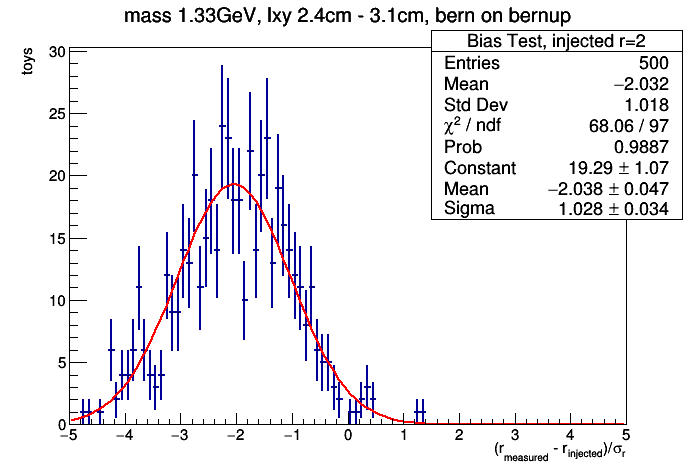 mass 1.33GeV, lxy 2.4cm - 3.1cm, bern on bernup
Bias Test, injected r=2
Entries 500
Mean −2.032
Std Dev 1.018
χ² / ndf 68.06 / 97
Prob 0.9887
Constant 19.29 ± 1.07
Mean −2.038 ± 0.047
Sigma 1.028 ± 0.034
toys
30
25
20
15
10
5
0
−5 −4 −3 −2 −1 0 1 2 3 4 5
(r_measured - r_injected)/σ_r